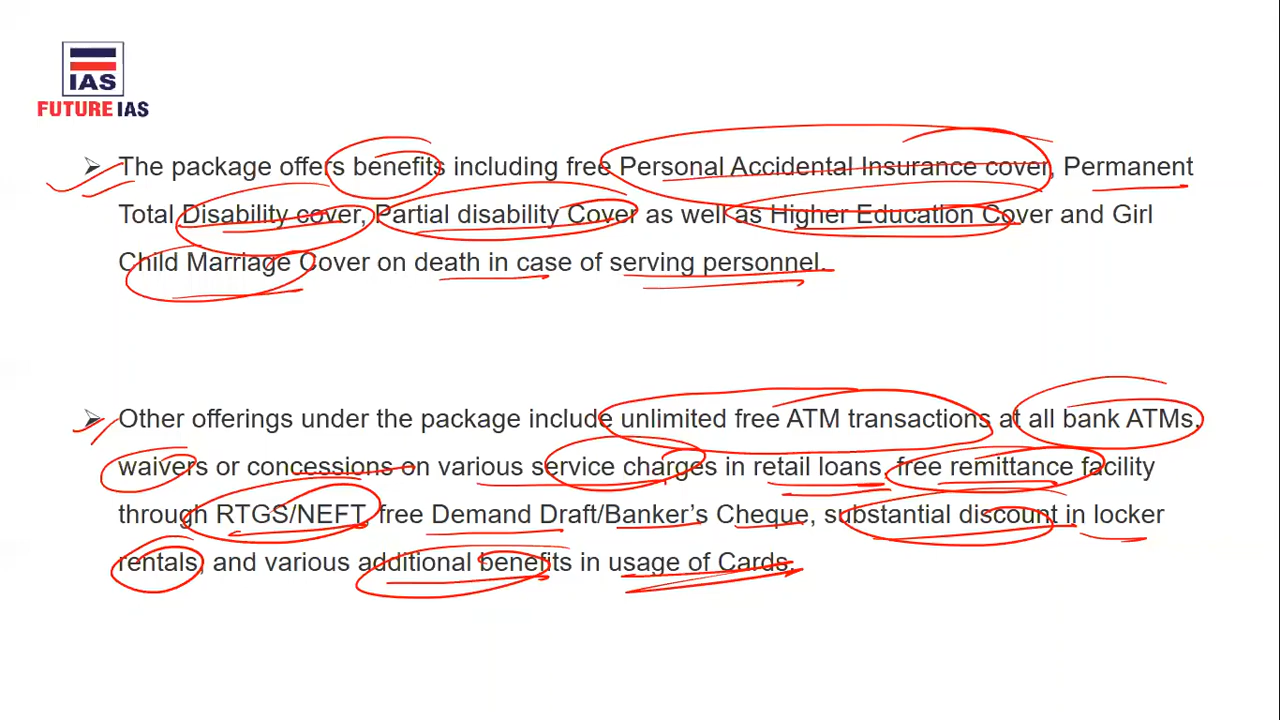 IAS
FUTURE IAS
➢ The package offers benefits including free Personal Accidental Insurance cover, Permanent
Total Disability cover, Partial disability Cover as well as Higher Education Cover and Girl
Child Marriage Cover on death in case of serving personnel.
➢ Other offerings under the package include unlimited free ATM transactions at all bank ATMs,
waivers or concessions on various service charges in retail loans, free remittance facility
through RTGS/NEFT, free Demand Draft/Banker’s Cheque, substantial discount in locker
rentals, and various additional benefits in usage of Cards.